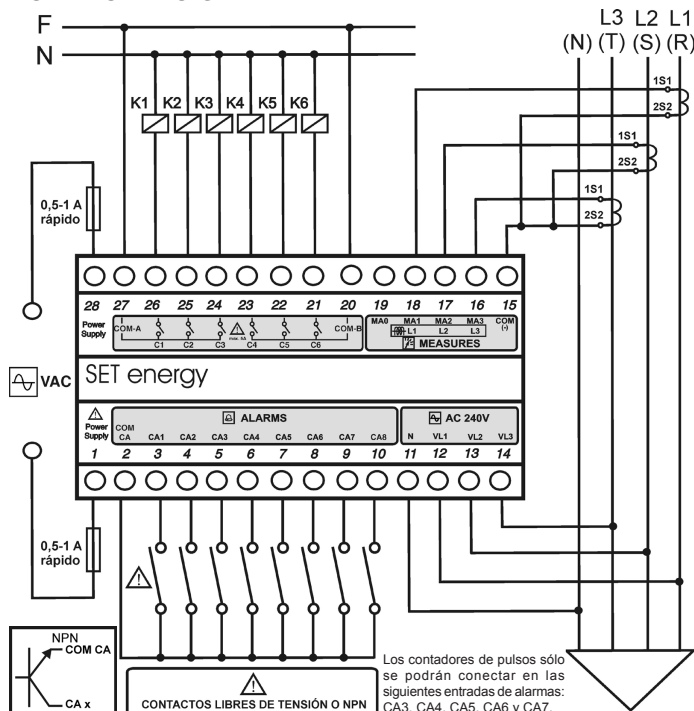 F
N
L3 L2 L1
(N) (T) (S) (R)
1S1
2S2
1S1
2S2
1S1
2S2
K1 K2 K3 K4 K5 K6
0,5-1 A
rápido
28 27 26 25 24 23 22 21 20 19 18 17 16 15
Power
Supply
COM-A
C1 C2 C3 C4 C5 C6
COM-B
MA0 MA1 MA2 MA3 COM
(-)
L1 L2 L3
MEASURES
VAC
SET energy
Power
Supply
ALARMS
COM
CA CA1 CA2 CA3 CA4 CA5 CA6 CA7 CA8
AC 240V
N VL1 VL2 VL3
1 2 3 4 5 6 7 8 9 10 11 12 13 14
0,5-1 A
rápido
NPN
COM CA
CA x
CONTACTOS LIBRES DE TENSIÓN O NPN
Los contadores de pulsos sólo
se podrán conectar en las
siguientes entradas de alarmas:
CA3, CA4, CA5, CA6 y CA7.